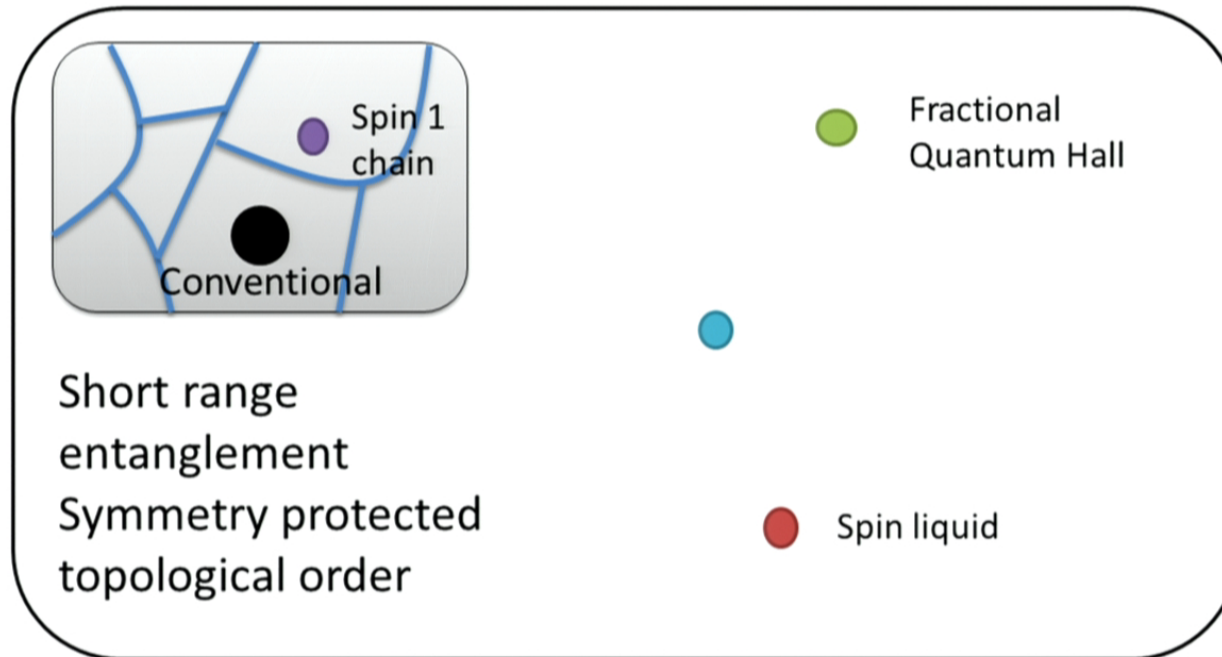 Spin 1
chain
Conventional
Fractional
Quantum Hall
Short range
entanglement
Symmetry protected
topological order
Spin liquid